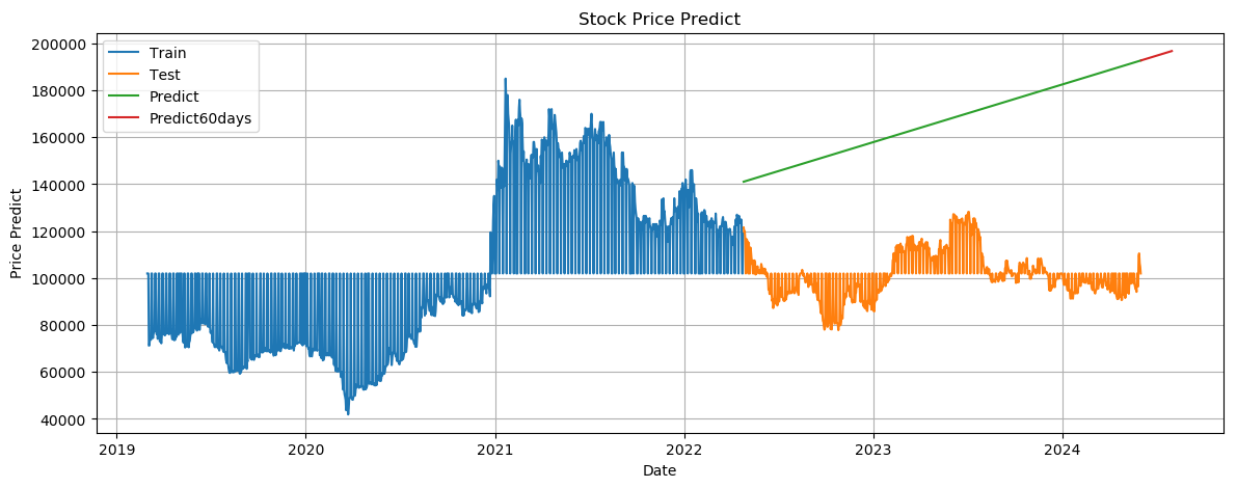 Stock Price Predict
Price Predict
200000
180000
160000
140000
120000
100000
80000
60000
40000
Train
Test
Predict
Predict60days
2019
2020
2021
2022
2023
2024
Date